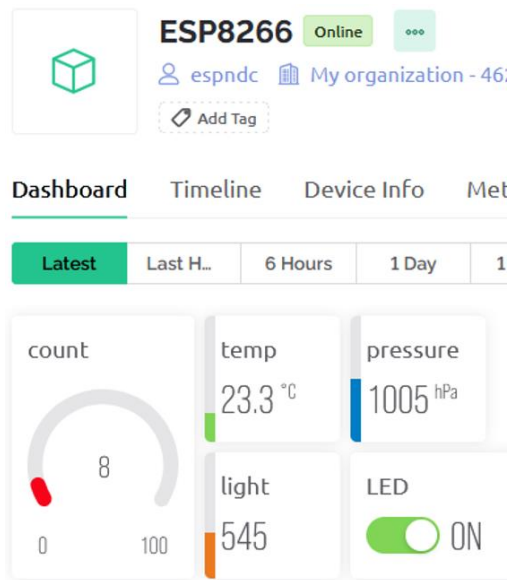 ESP8266 Online
espndc My organization - 462
Add Tag
Dashboard Timeline Device Info Met
Latest Last H... 6 Hours 1 Day 1
count
8
0 100
temp
23.3 °C
pressure
1005 hPa
light
545
LED
ON